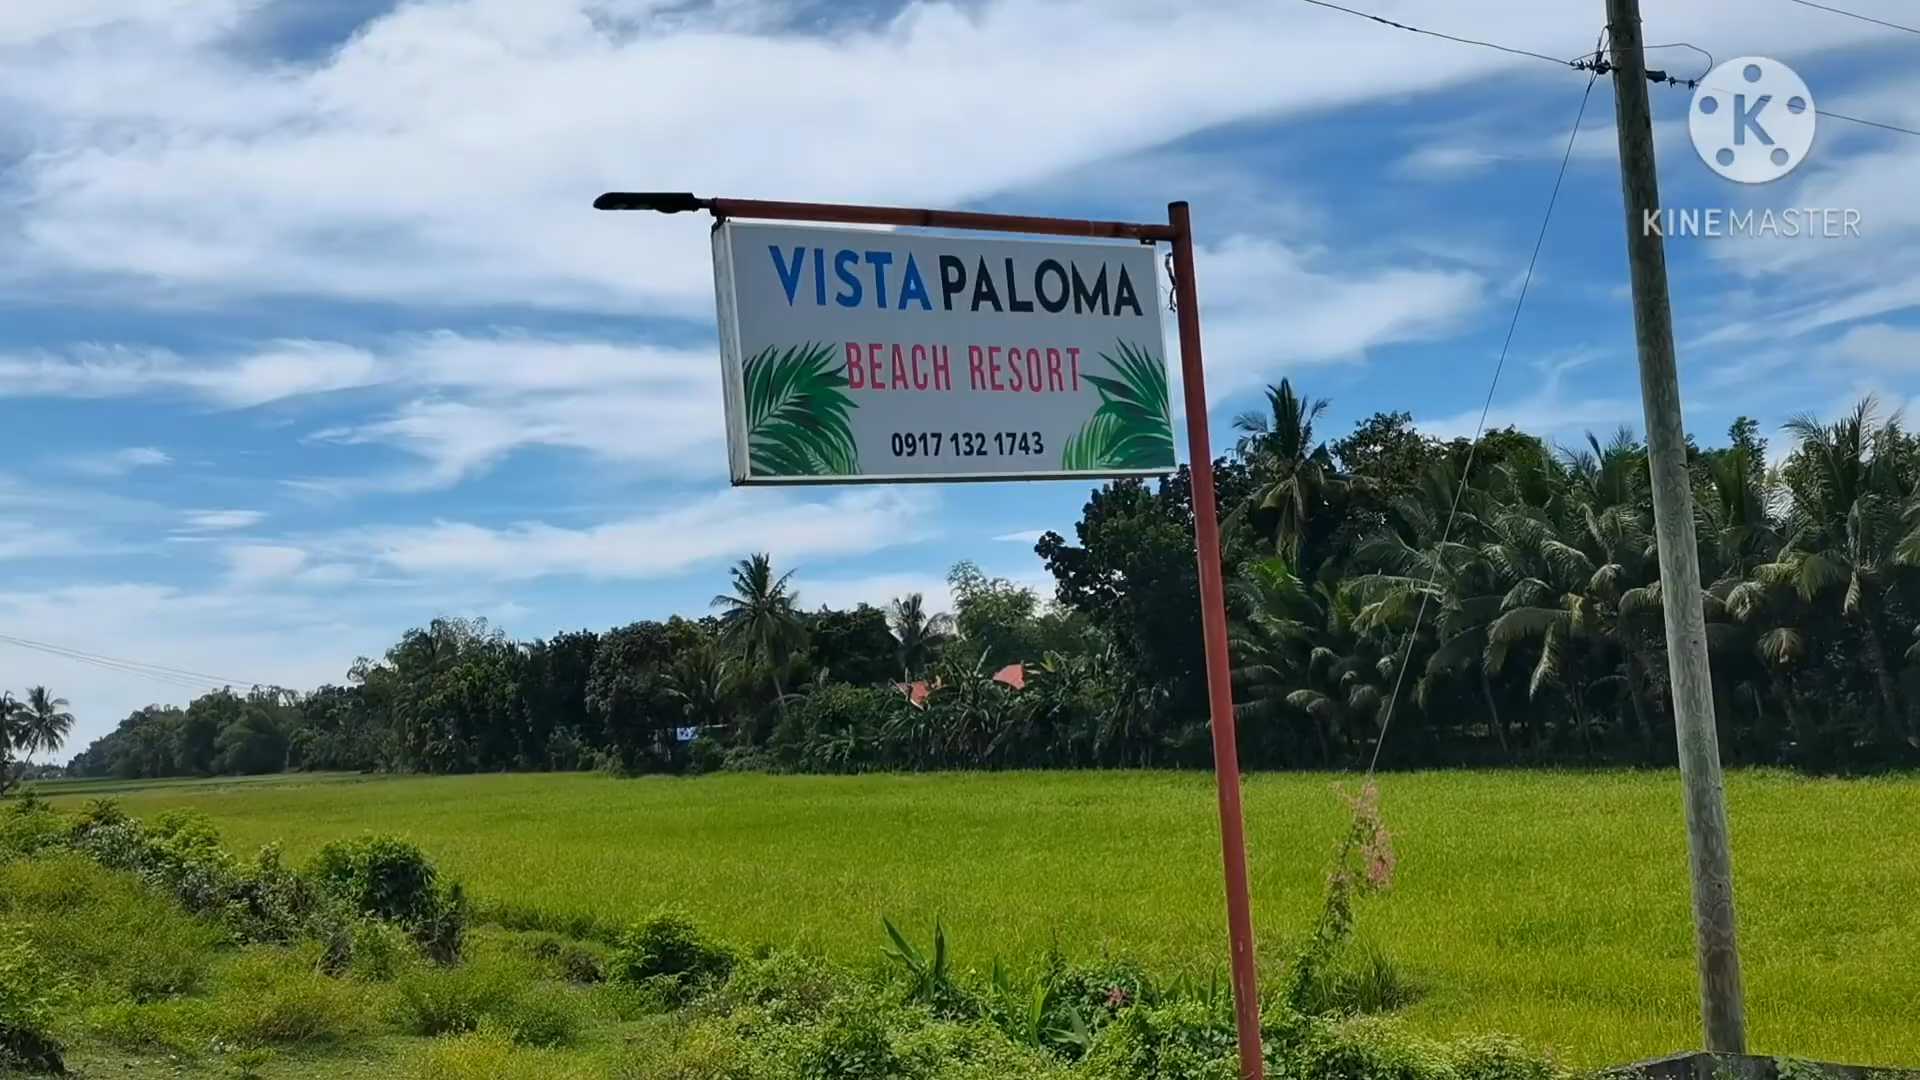 VISTA PALOMA
BEACH RESORT
0917 132 1743
K
KINEMASTER